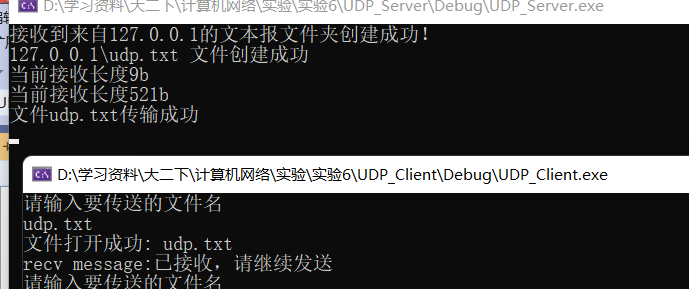 D:\学习资料\大二下\计算机网络\实验\实验6\UDP_Server\Debug\UDP_Server.exe
接收到来自127.0.0.1的文本报文件夹创建成功！
127.0.0.1\udp.txt 文件创建成功
当前接收长度9b
当前接收长度521b
文件udp.txt传输成功
D:\学习资料\大二下\计算机网络\实验\实验6\UDP_Client\Debug\UDP_Client.exe
请输入要传送的文件名
udp.txt
文件打开成功: udp.txt
recv message:已接收，请继续发送
请输入要传送的文件名